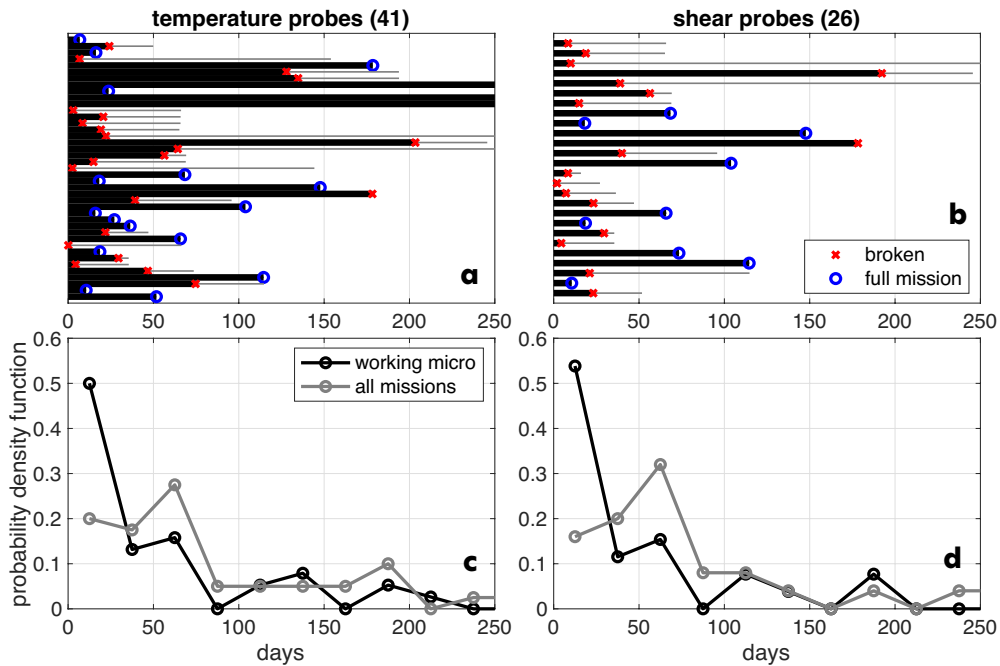 temperature probes (41)
shear probes (26)
a
b
broken
full mission
0 50 100 150 200 250
0 50 100 150 200 250
probability density function
0.6
0.5
0.4
0.3
0.2
0.1
0
working micro
all missions
c
0 50 100 150 200 250
days
0.6
0.5
0.4
0.3
0.2
0.1
0
d
0 50 100 150 200 250
days